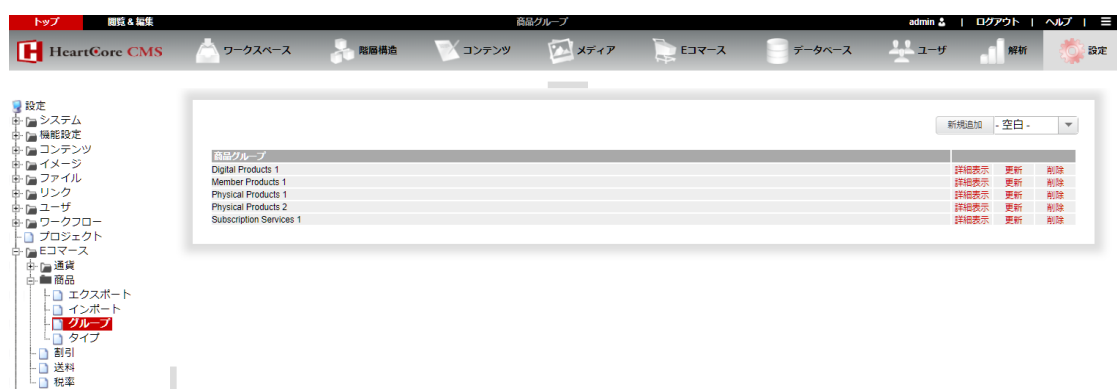 トップ 閲覧 & 編集 商品グループ admin | ログアウト | ヘルプ |
HeartCore CMS ワークスペース 階層構造 コンテンツ メディア Eコマース データベース ユーザ 解析 設定
設定
システム
機能設定
コンテンツ
イメージ
ファイル
リンク
ユーザ
ワークフロー
プロジェクト
Eコマース
通貨
商品
エクスポート
インポート
グループ
タイプ
割引
送料
税率
新規追加 - 空白 -
商品グループ
Digital Products 1 詳細表示 更新 削除
Member Products 1 詳細表示 更新 削除
Physical Products 1 詳細表示 更新 削除
Physical Products 2 詳細表示 更新 削除
Subscription Services 1 詳細表示 更新 削除